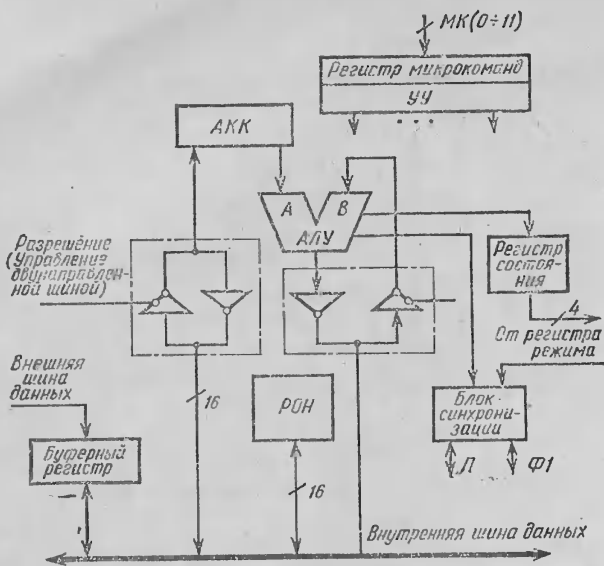 МК(0÷11)
Регистр микрокоманд
УУ
...
АКК
А В
АЛУ
Разрешение
(Управление
двунаправлен-
ной шиной)
Регистр
состоя-
ния
4
От регистра
режима
Внешняя
шина
данных
16
РОН
Блок
синхрони-
зации
Буферный
регистр
Л Ф1
16
Внутренняя шина данных